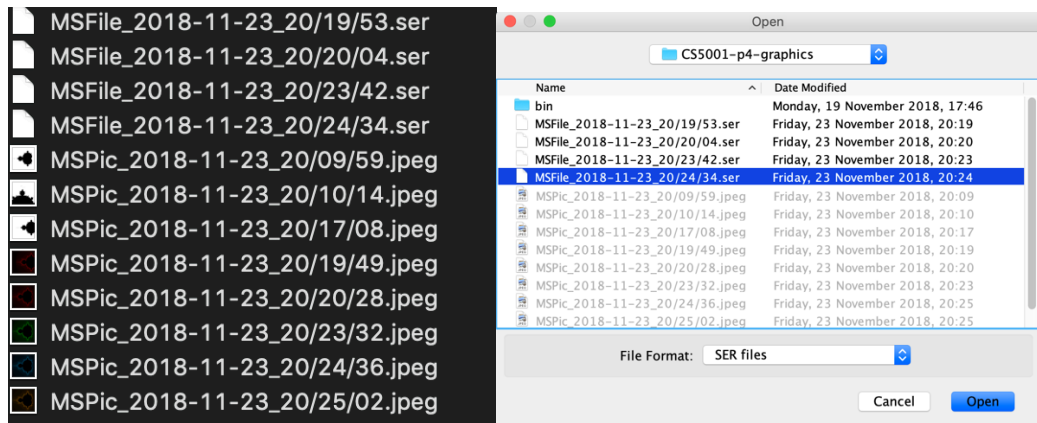 MSFile_2018-11-23_20/19/53.ser
MSFile_2018-11-23_20/20/04.ser
MSFile_2018-11-23_20/23/42.ser
MSFile_2018-11-23_20/24/34.ser
MSPic_2018-11-23_20/09/59.jpeg
MSPic_2018-11-23_20/10/14.jpeg
MSPic_2018-11-23_20/17/08.jpeg
MSPic_2018-11-23_20/19/49.jpeg
MSPic_2018-11-23_20/20/28.jpeg
MSPic_2018-11-23_20/23/32.jpeg
MSPic_2018-11-23_20/24/36.jpeg
MSPic_2018-11-23_20/25/02.jpeg
Open
CS5001-p4-graphics
Name Date Modified
bin Monday, 19 November 2018, 17:46
MSFile_2018-11-23_20/19/53.ser Friday, 23 November 2018, 20:19
MSFile_2018-11-23_20/20/04.ser Friday, 23 November 2018, 20:20
MSFile_2018-11-23_20/23/42.ser Friday, 23 November 2018, 20:23
MSFile_2018-11-23_20/24/34.ser Friday, 23 November 2018, 20:24
MSPic_2018-11-23_20/09/59.jpeg Friday, 23 November 2018, 20:09
MSPic_2018-11-23_20/10/14.jpeg Friday, 23 November 2018, 20:10
MSPic_2018-11-23_20/17/08.jpeg Friday, 23 November 2018, 20:17
MSPic_2018-11-23_20/19/49.jpeg Friday, 23 November 2018, 20:19
MSPic_2018-11-23_20/20/28.jpeg Friday, 23 November 2018, 20:20
MSPic_2018-11-23_20/23/32.jpeg Friday, 23 November 2018, 20:23
MSPic_2018-11-23_20/24/36.jpeg Friday, 23 November 2018, 20:25
MSPic_2018-11-23_20/25/02.jpeg Friday, 23 November 2018, 20:25
File Format: SER files
Cancel Open